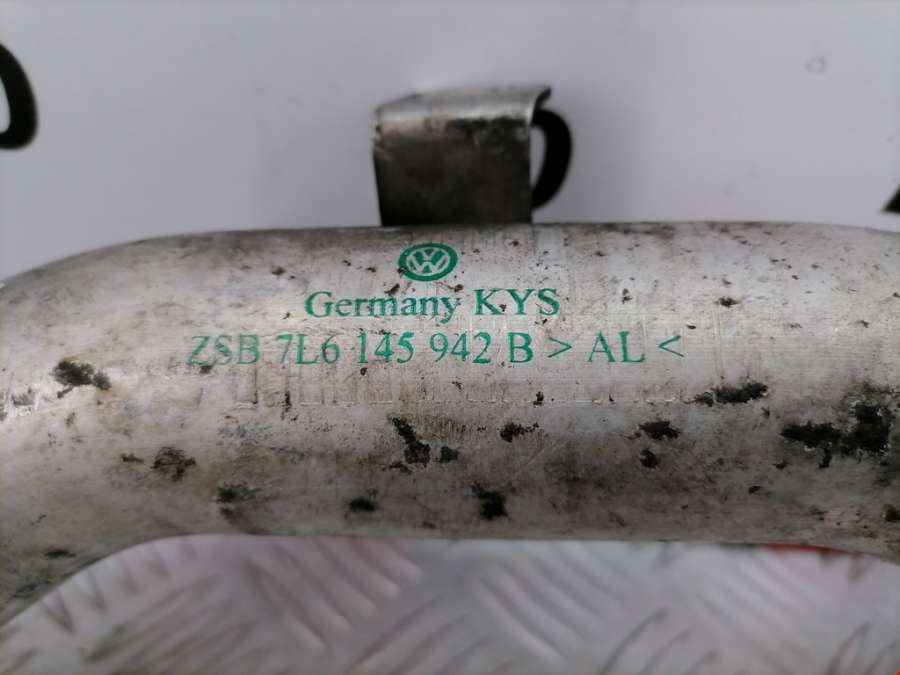 Germany KYS
ZSB 7L6 145 942 B > AL <